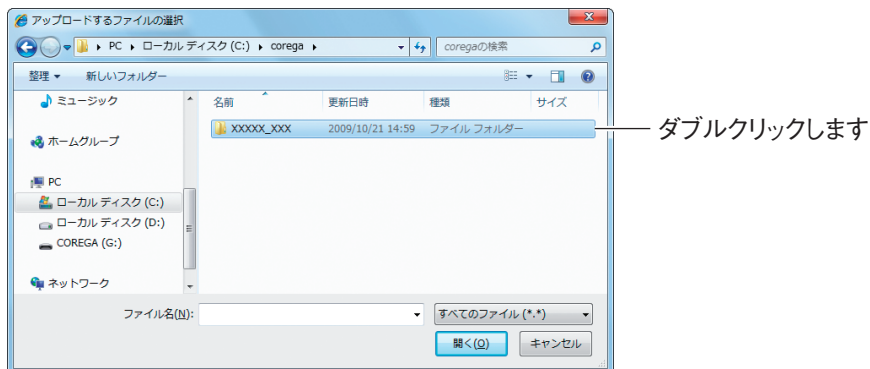 アップロードするファイルの選択
PC ローカル ディスク (C:) corega coregaの検索
整理 新しいフォルダー
ミュージック 名前 更新日時 種類 サイズ
XXXXX_XXX 2009/10/21 14:59 ファイル フォルダー
ダブルクリックします
ホームグループ
PC
ローカル ディスク (C:)
ローカル ディスク (D:)
COREGA (G:)
ネットワーク
ファイル名(N): すべてのファイル (*.*)
開く(O) キャンセル